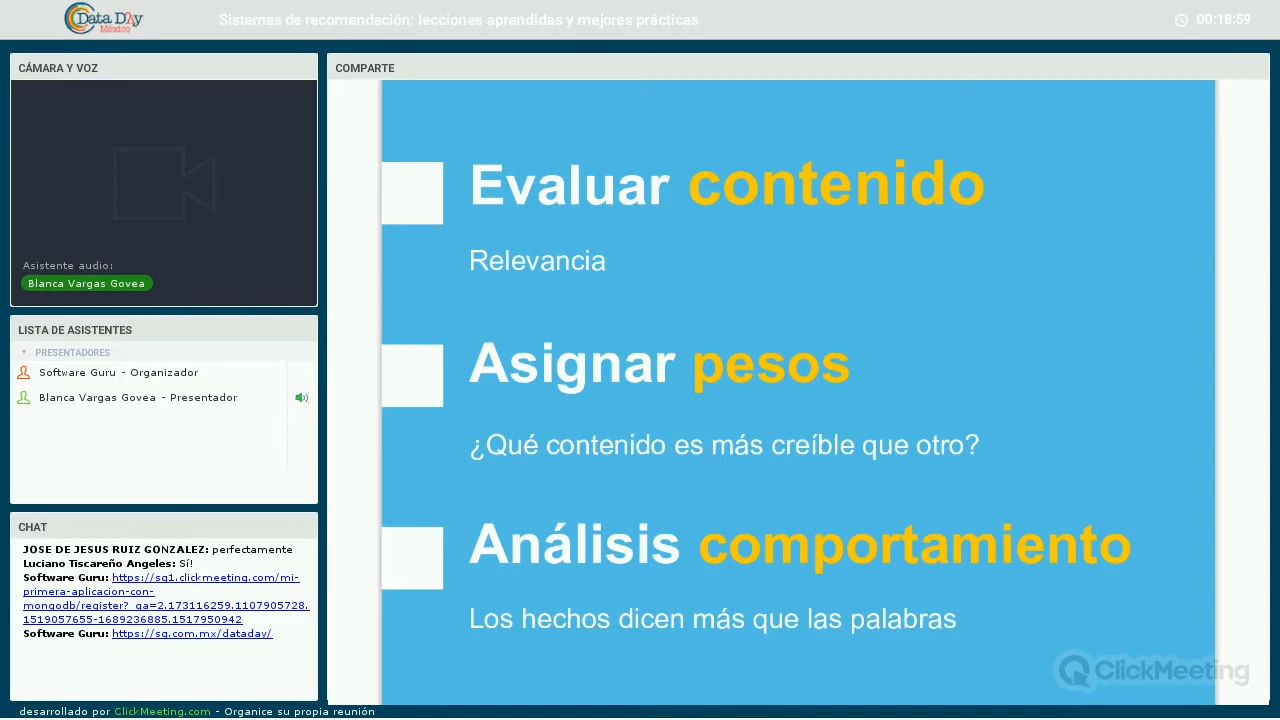 Data Day
México
Sistemas de recomendación: lecciones aprendidas y mejores prácticas
00:18:59
CÁMARA Y VOZ
Asistente audio:
Blanca Vargas Govea
LISTA DE ASISTENTES
PRESENTADORES
Software Guru - Organizador
Blanca Vargas Govea - Presentador
CHAT
JOSE DE JESUS RUIZ GONZALEZ: perfectamente
Luciano Tiscareño Angeles: Sí!
Software Guru: https://sg1.clickmeeting.com/mi-
primera-aplicacion-con-
mongodb/register?_ga=2.173116259.1107905728.
1519057655-1689236885.1517950942
Software Guru: https://sg.com.mx/dataday/
COMPARTE
Evaluar contenido
Relevancia
Asignar pesos
¿Qué contenido es más creíble que otro?
Análisis comportamiento
Los hechos dicen más que las palabras
ClickMeeting
desarrollado por ClickMeeting.com - Organice su propia reunión